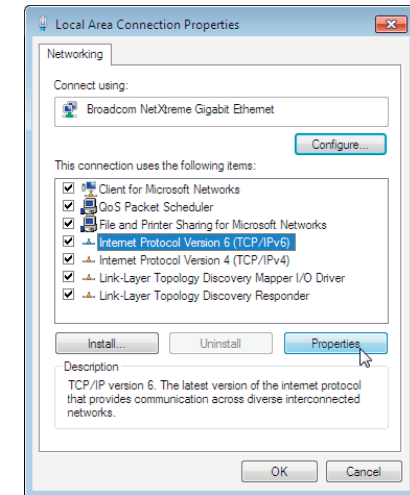 Local Area Connection Properties
Networking
Connect using:
Broadcom NetXtreme Gigabit Ethernet
Configure...
This connection uses the following items:
Client for Microsoft Networks
QoS Packet Scheduler
File and Printer Sharing for Microsoft Networks
Internet Protocol Version 6 (TCP/IPv6)
Internet Protocol Version 4 (TCP/IPv4)
Link-Layer Topology Discovery Mapper I/O Driver
Link-Layer Topology Discovery Responder
Install... Uninstall Properties
Description
TCP/IP version 6. The latest version of the internet protocol
that provides communication across diverse interconnected
networks.
OK Cancel